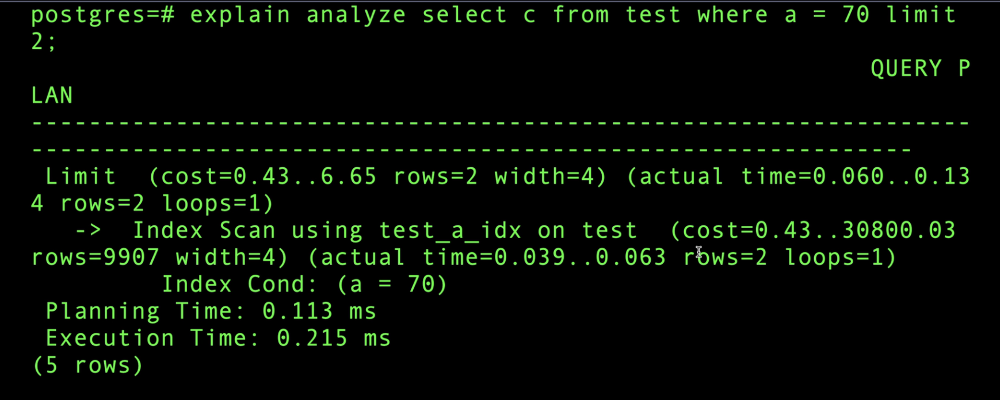 postgres=# explain analyze select c from test where a = 70 limit
2;
QUERY P
LAN
-----------------------------------------------------------------
-------------------------------------------------------------
Limit  (cost=0.43..6.65 rows=2 width=4) (actual time=0.060..0.13
4 rows=2 loops=1)
->  Index Scan using test_a_idx on test  (cost=0.43..30800.03
rows=9907 width=4) (actual time=0.039..0.063 rows=2 loops=1)
Index Cond: (a = 70)
Planning Time: 0.113 ms
Execution Time: 0.215 ms
(5 rows)